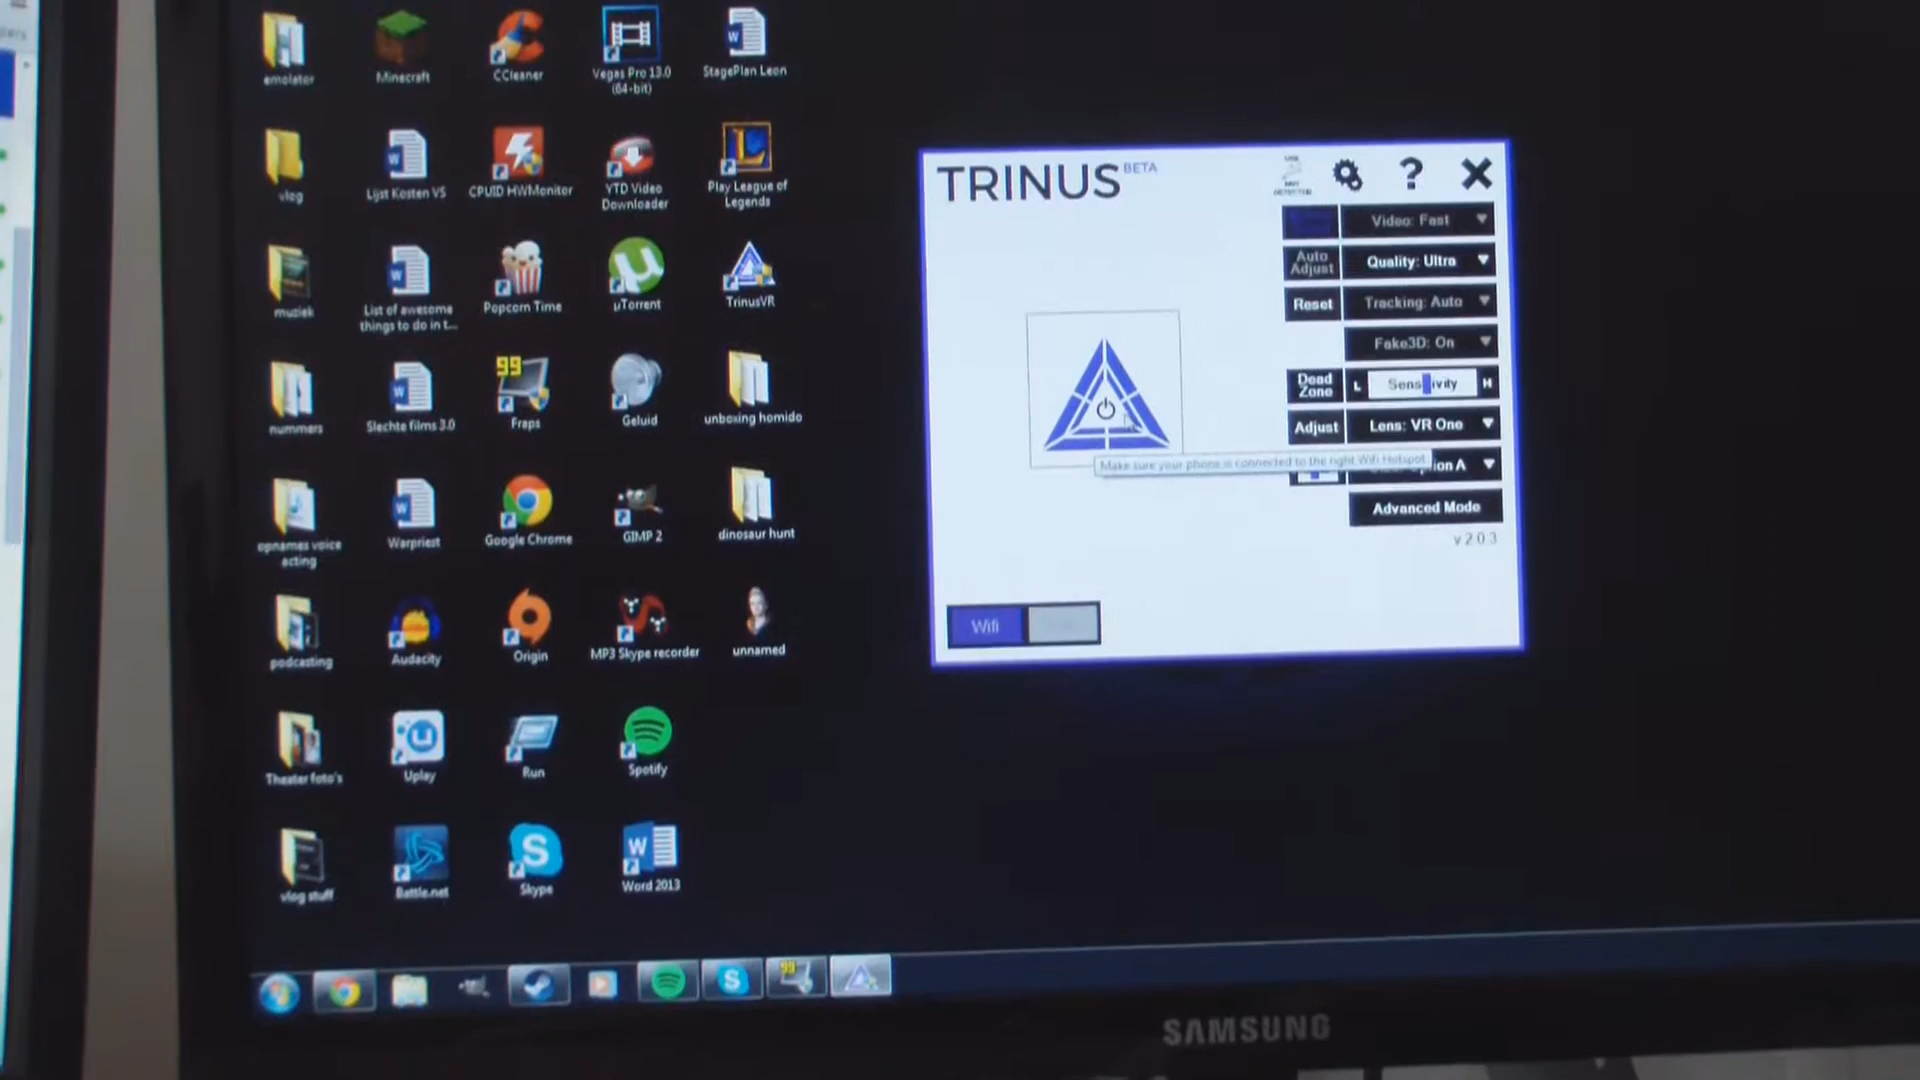 emolator
Minecraft
CCleaner
Vegas Pro 13.0
(64-bit)
StagePlan Leon
vlog
Lijst Kosten VS
CPUID HWMonitor
YTD Video
Downloader
Play League of
Legends
muziek
List of awesome
things to do in t...
Popcorn Time
µTorrent
TrinusVR
nummers
Slechte films 3.0
99
Fraps
Geluid
unboxing homido
opnames voice
acting
Warpriest
Google Chrome
GIMP 2
dinosaur hunt
podcasting
Audacity
Origin
MP3 Skype recorder
unnamed
Theater foto's
Uplay
Run
Spotify
vlog stuff
Battle.net
Skype
Word 2013
TRINUS BETA
?
Video: Fast
Auto
Adjust
Quality: Ultra
Reset
Tracking: Auto
Fake3D: On
Dead
Zone
L
H
Adjust
Lens: VR One
Make sure your phone is connected to the right Wifi Hotspot
ion A
Advanced Mode
v 2 0 3
Wifi
99
SAMSUNG